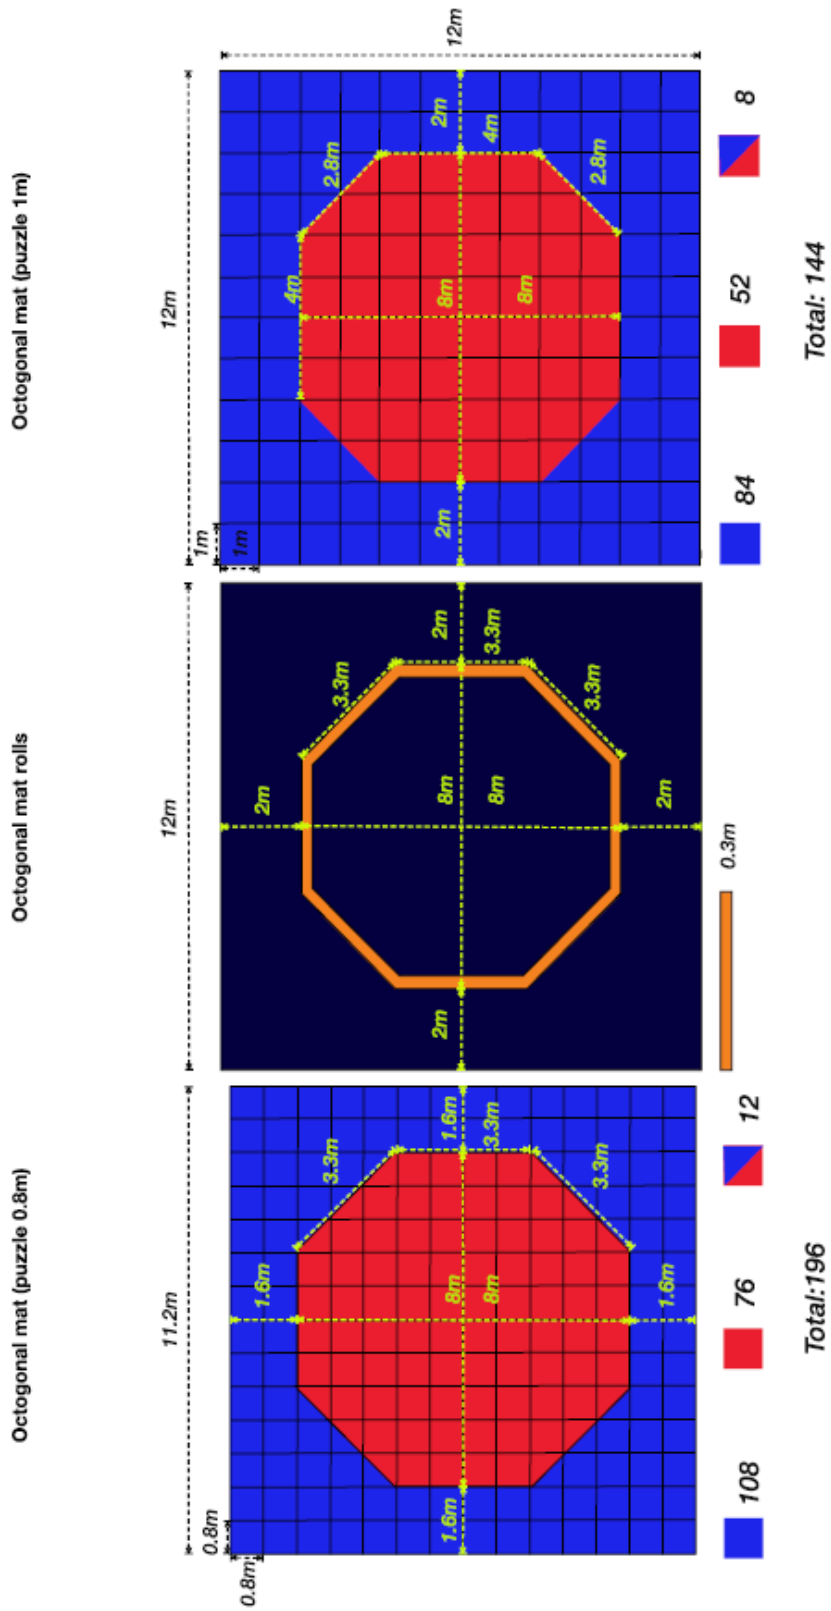 Octogonal mat (puzzle 0.8m)
11.2m
0.8m
0.8m
1.6m
3.3m
1.6m
3.3m
8m
8m
1.6m
3.3m
1.6m
108
76
12
Total:196
Octogonal mat rolls
12m
2m
3.3m
2m
3.3m
8m
8m
2m
3.3m
2m
0.3m
Octogonal mat (puzzle 1m)
12m
12m
1m
1m
4m
2.8m
2m
4m
8m
8m
2m
2.8m
84
52
8
Total: 144